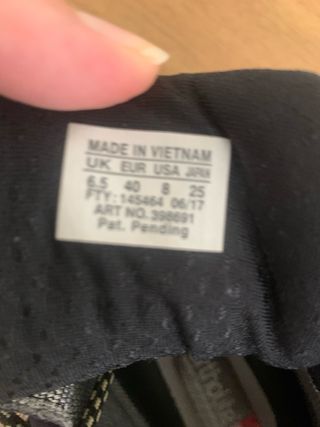 MADE IN VIETNAM
UK EUR USA JAPAN
6.5 40 8 25
FTY: 145464 06/17
ART NO. 398691
Pat. Pending